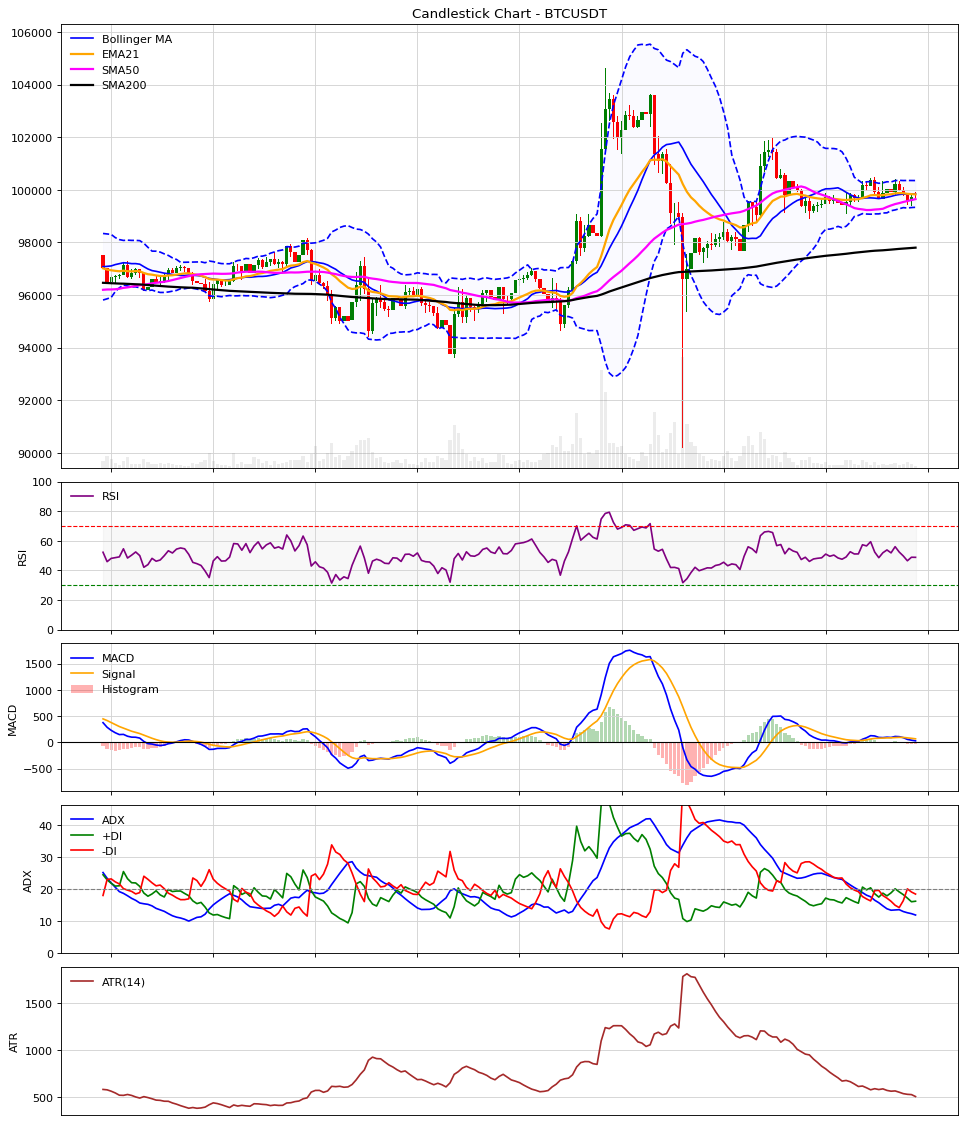 Candlestick Chart - BTCUSDT
106000
104000
102000
100000
98000
96000
94000
92000
90000
Bollinger MA
EMA21
SMA50
SMA200
100
80
60
40
20
0
RSI
RSI
1500
1000
500
0
−500
MACD
MACD
Signal
Histogram
40
30
20
10
0
ADX
ADX
+DI
-DI
1500
1000
500
ATR
ATR(14)